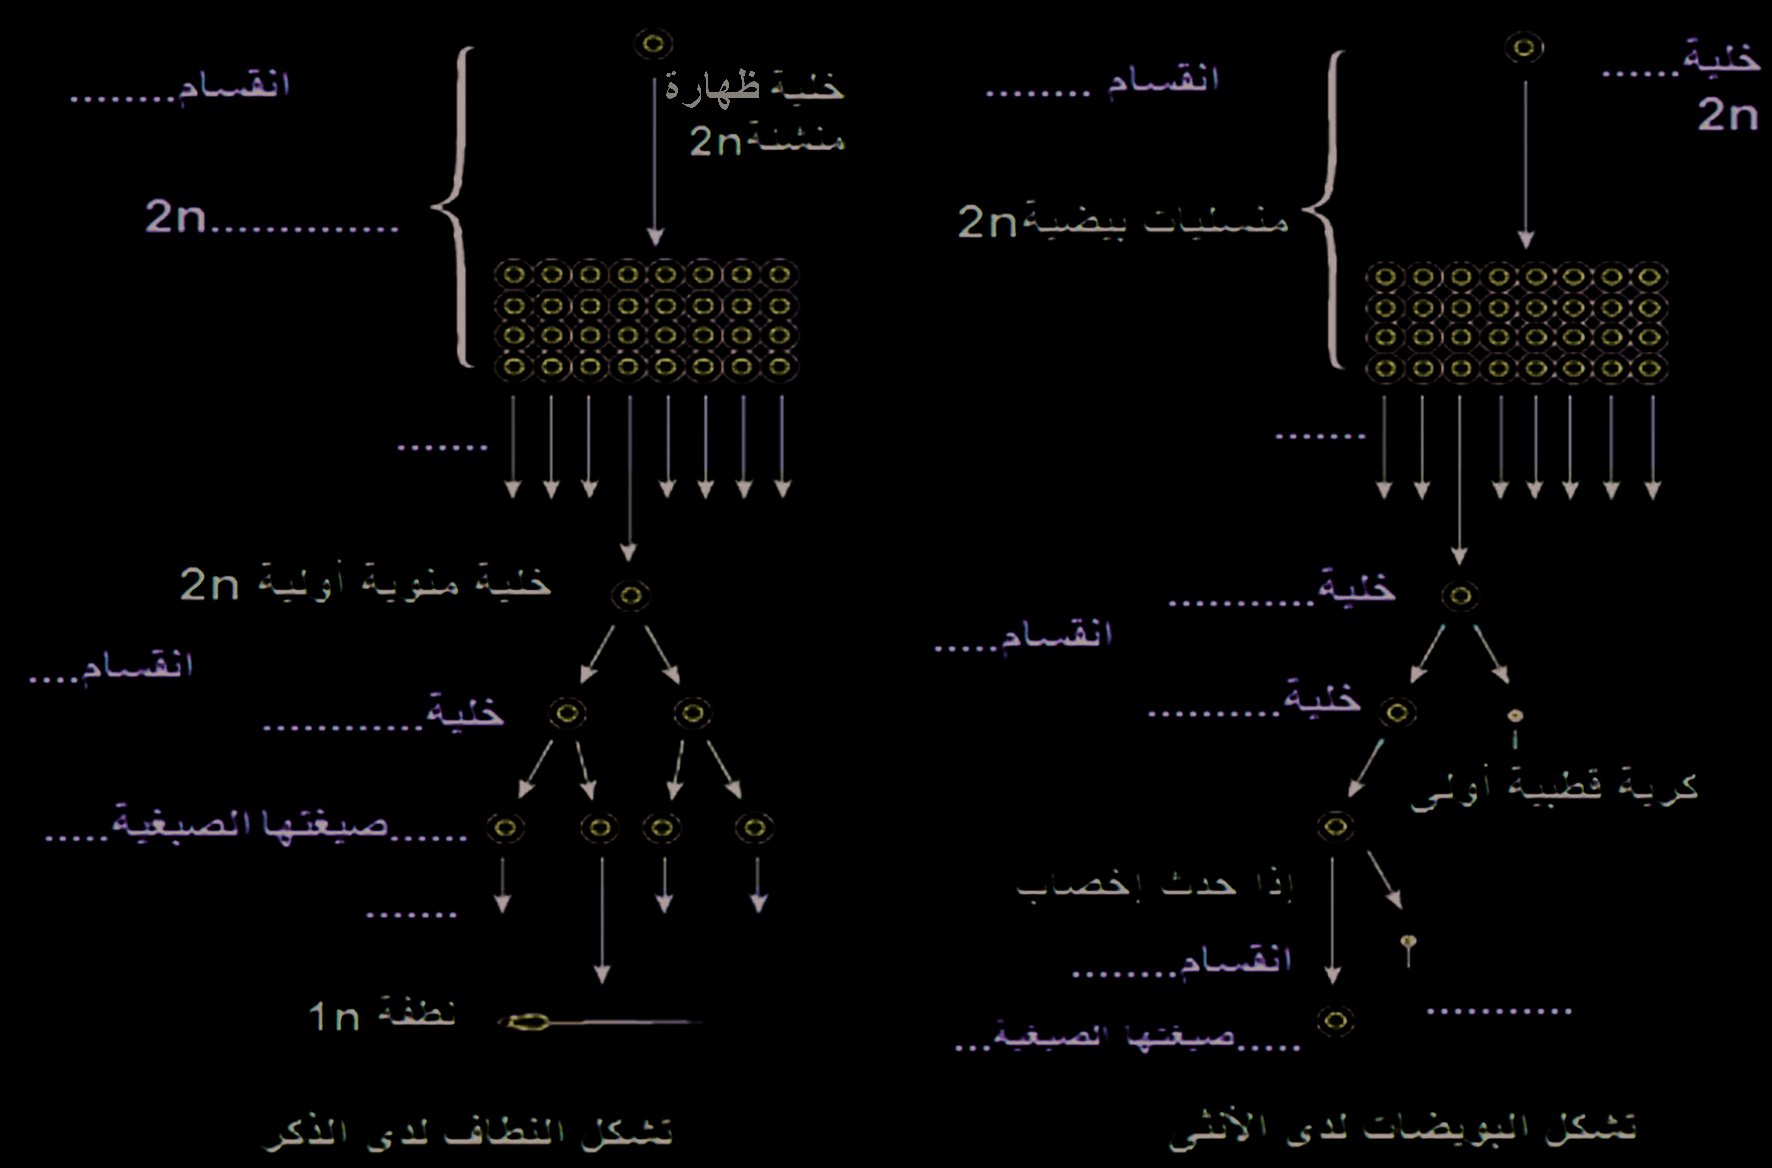 خلية......
2n
انقسام ........
منسليات بيضية 2n
.......
خلية...........
انقسام.....
خلية..........
كرية قطبية أولى
إذا حدث إخصاب
انقسام........
...........
.....صيغتها الصبغية...
تشكل البويضات لدى الأنثى
خلية ظهارة
منشئة 2n
انقسام........
2n..............
.......
خلية منوية أولية 2n
انقسام....
خلية............
......صيغتها الصبغية.....
.......
نطفة 1n
تشكل النطاف لدى الذكر